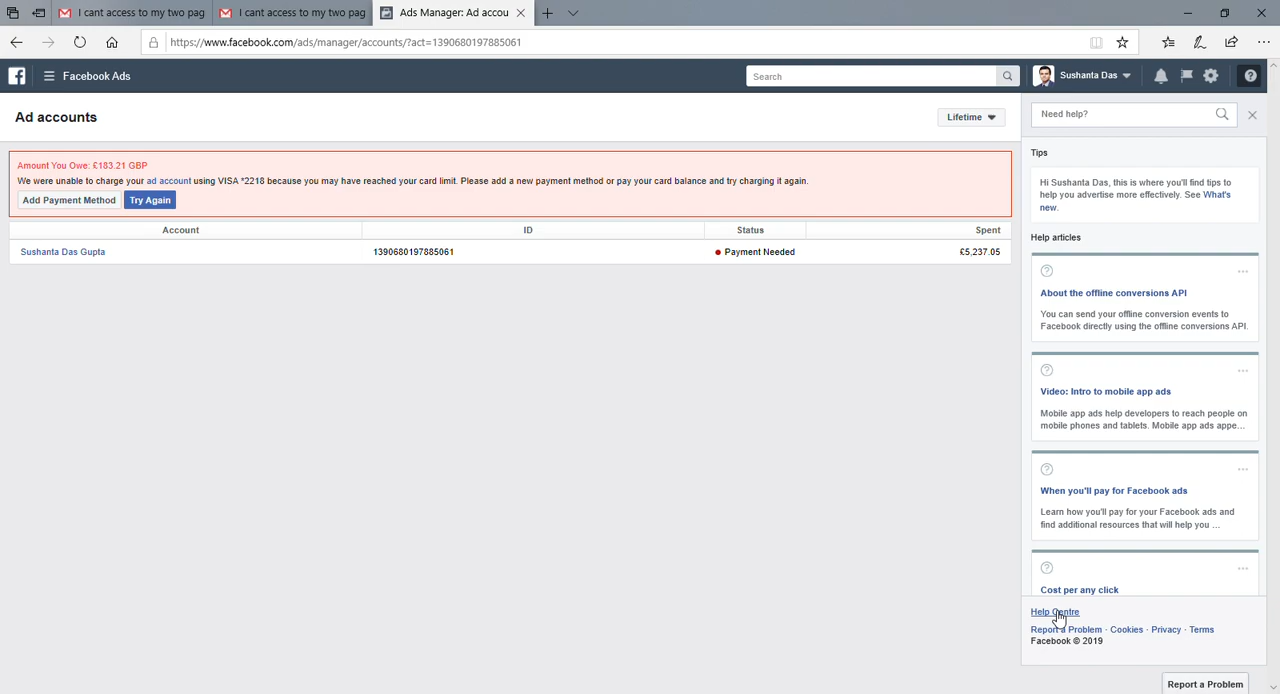 I cant access to my two pag
I cant access to my two pag
Ads Manager: Ad accou
https://www.facebook.com/ads/manager/accounts/?act=1390680197885061
Facebook Ads
Search
Sushanta Das
Ad accounts
Lifetime
Amount You Owe: £183.21 GBP
We were unable to charge your ad account using VISA *2218 because you may have reached your card limit. Please add a new payment method or pay your card balance and try charging it again.
Add Payment Method
Try Again
Account ID Status Spent
Sushanta Das Gupta 1390680197885061 Payment Needed £5,237.05
Need help?
Tips
Hi Sushanta Das, this is where you'll find tips to
help you advertise more effectively. See What's
new.
Help articles
About the offline conversions API
You can send your offline conversion events to
Facebook directly using the offline conversions API.
Video: Intro to mobile app ads
Mobile app ads help developers to reach people on
mobile phones and tablets. Mobile app ads appe...
When you'll pay for Facebook ads
Learn how you'll pay for your Facebook ads and
find additional resources that will help you ...
Cost per any click
Help Centre
Report a Problem · Cookies · Privacy · Terms
Facebook © 2019
Report a Problem